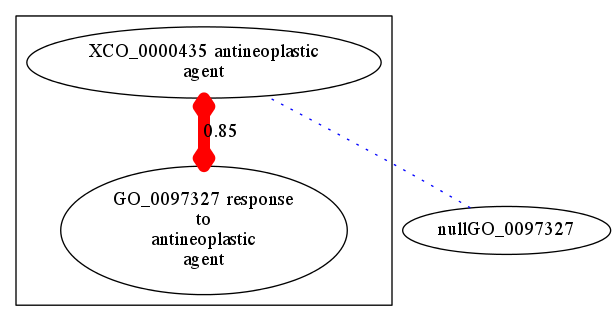 XCO_0000435 antineoplastic
agent
0.85
GO_0097327 response
to
antineoplastic
agent
nullGO_0097327